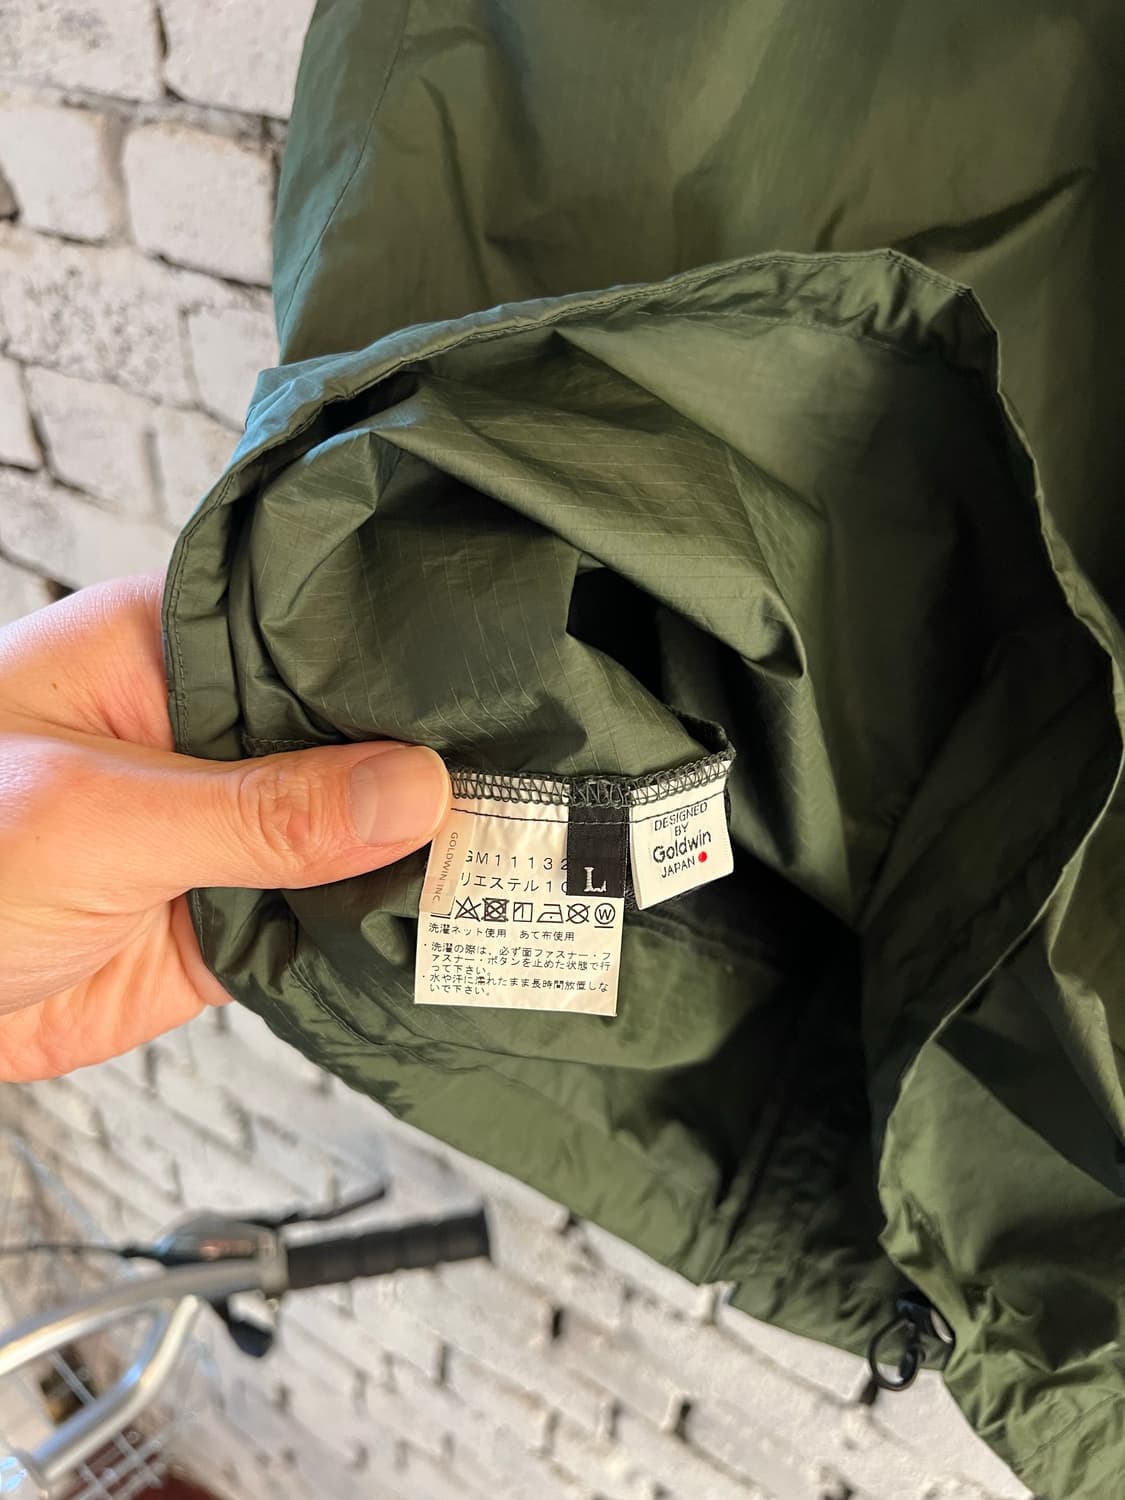 GOLDWIN INC.
GM11132
リエステル10
L
DESIGNED
BY
Goldwin
JAPAN
W
洗濯ネット使用 あて布使用
・洗濯の際は、必ず面ファスナー・フ
ァスナー・ボタンを止めた状態で行
って下さい。
・水や汗に濡れたまま長時間放置しな
いで下さい。